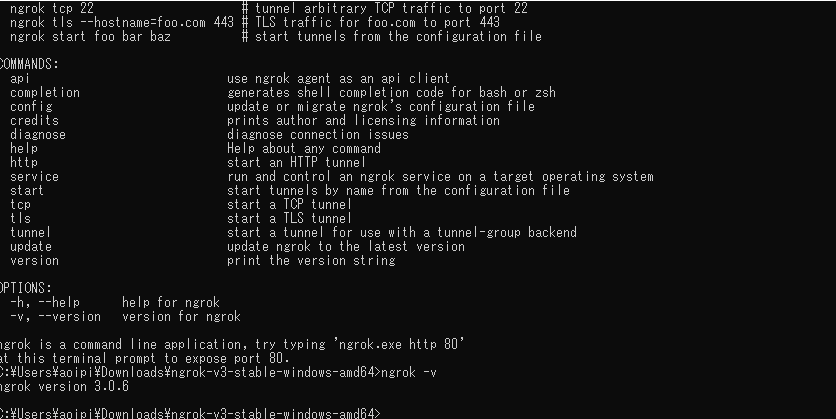 ngrok tcp 22 # tunnel arbitrary TCP traffic to port 22
ngrok tls --hostname=foo.com 443 # TLS traffic for foo.com to port 443
ngrok start foo bar baz # start tunnels from the configuration file
COMMANDS:
api use ngrok agent as an api client
completion generates shell completion code for bash or zsh
config update or migrate ngrok's configuration file
credits prints author and licensing information
diagnose diagnose connection issues
help Help about any command
http start an HTTP tunnel
service run and control an ngrok service on a target operating system
start start tunnels by name from the configuration file
tcp start a TCP tunnel
tls start a TLS tunnel
tunnel start a tunnel for use with a tunnel-group backend
update update ngrok to the latest version
version print the version string
OPTIONS:
-h, --help help for ngrok
-v, --version version for ngrok
ngrok is a command line application, try typing 'ngrok.exe http 80'
at this terminal prompt to expose port 80.
C:¥Users¥aoipi¥Downloads¥ngrok-v3-stable-windows-amd64>ngrok -v
ngrok version 3.0.6
C:¥Users¥aoipi¥Downloads¥ngrok-v3-stable-windows-amd64>